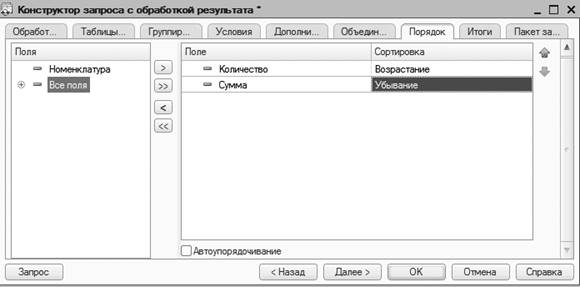 Конструктор запроса с обработкой результата *
Обработ... Таблицы... Группир... Условия Дополни... Объедин... Порядок Итоги Пакет за...
Поля
Номенклатура
Все поля
> >> < <<
Поле Сортировка
Количество Возрастание
Сумма Убывание
Автоупорядочивание
Запрос < Назад Далее > ОК Отмена Справка